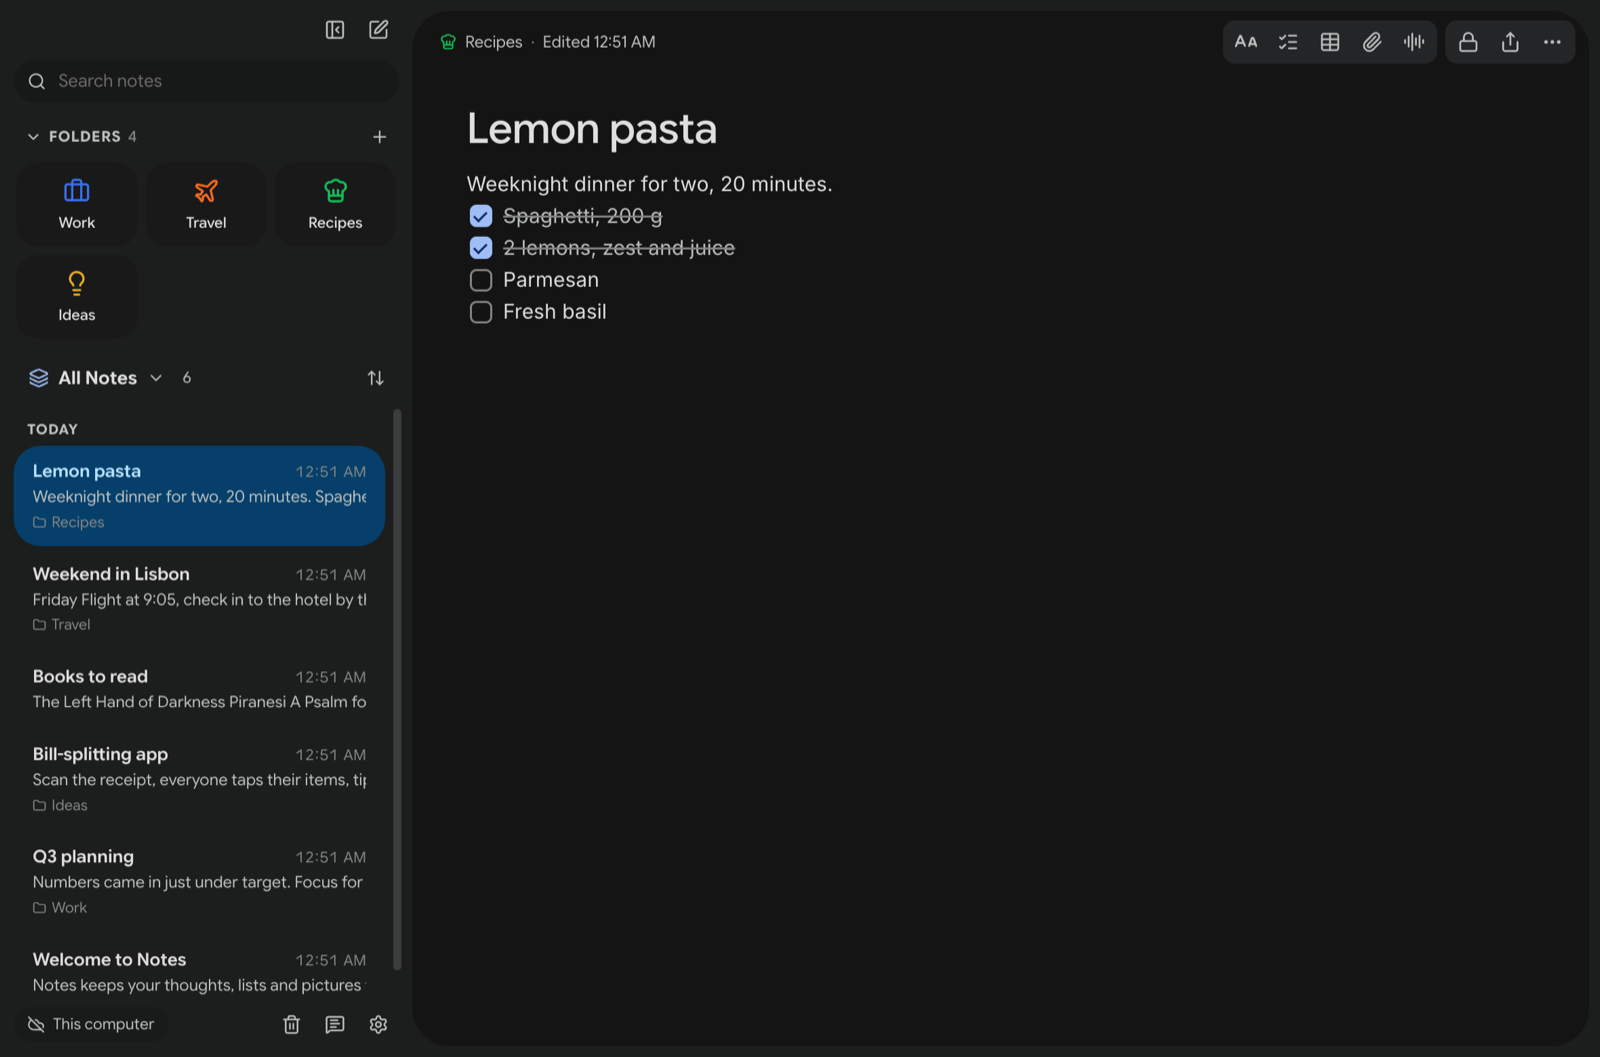 Search notes
FOLDERS 4
Work
Travel
Recipes
Ideas
All Notes 6
TODAY
Lemon pasta 12:51 AM
Weeknight dinner for two, 20 minutes. Spaghe
Recipes
Weekend in Lisbon 12:51 AM
Friday Flight at 9:05, check in to the hotel by th
Travel
Books to read 12:51 AM
The Left Hand of Darkness Piranesi A Psalm fo
Bill-splitting app 12:51 AM
Scan the receipt, everyone taps their items, tip
Ideas
Q3 planning 12:51 AM
Numbers came in just under target. Focus for
Work
Welcome to Notes 12:51 AM
Notes keeps your thoughts, lists and pictures
This computer
Recipes · Edited 12:51 AM
AA
Lemon pasta
Weeknight dinner for two, 20 minutes.
Spaghetti, 200 g
2 lemons, zest and juice
Parmesan
Fresh basil